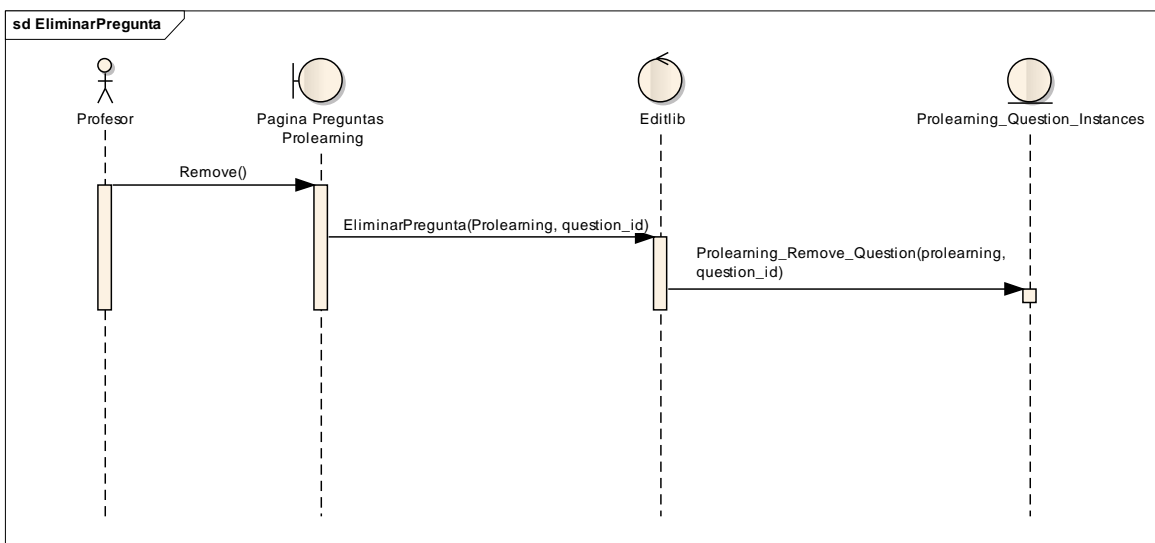 sd EliminarPregunta
Profesor
Pagina Preguntas
Prolearning
Editlib
Prolearning_Question_Instances
Remove()
EliminarPregunta(Prolearning, question_id)
Prolearning_Remove_Question(prolearning,
question_id)